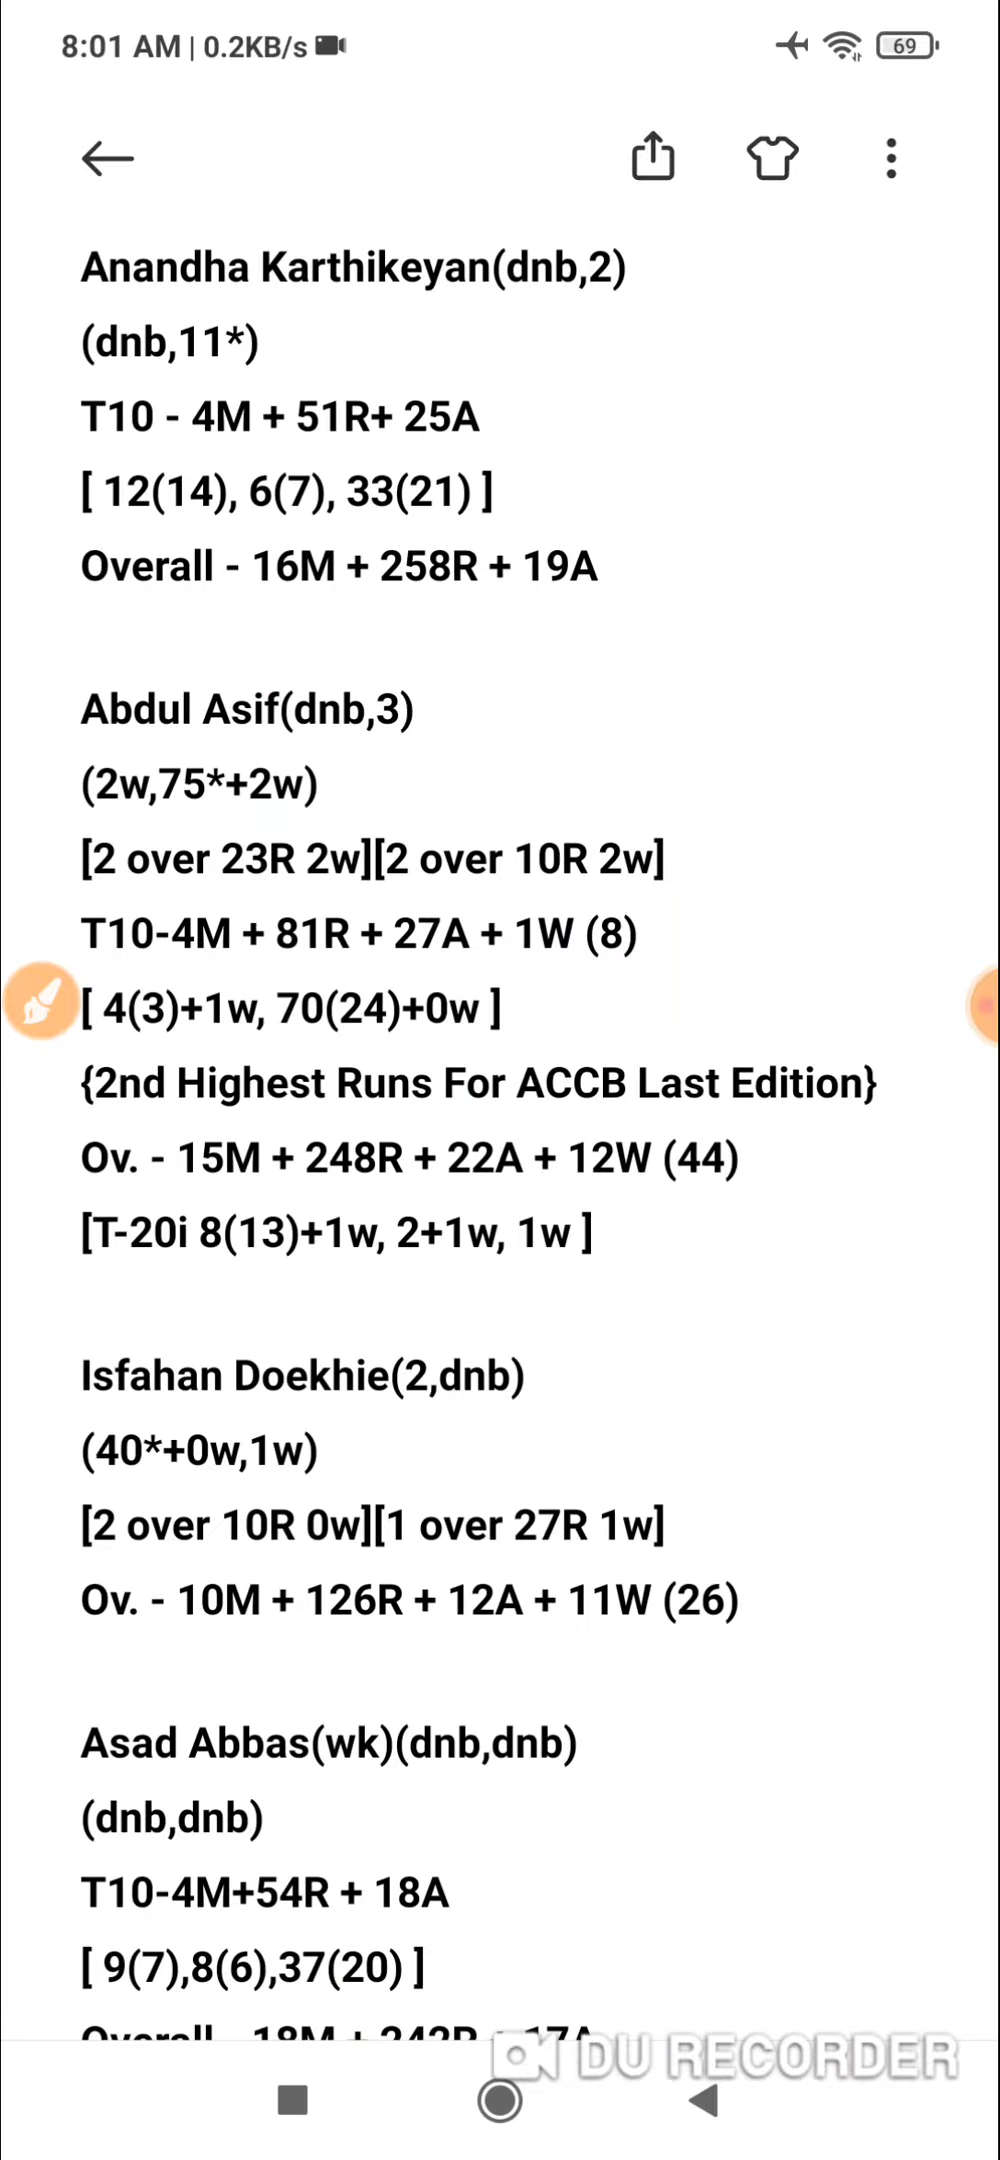 8:01 AM | 0.2KB/s
69
Anandha Karthikeyan(dnb,2)
(dnb,11*)
T10 - 4M + 51R+ 25A
[ 12(14), 6(7), 33(21) ]
Overall - 16M + 258R + 19A
Abdul Asif(dnb,3)
(2w,75*+2w)
[2 over 23R 2w][2 over 10R 2w]
T10-4M + 81R + 27A + 1W (8)
[ 4(3)+1w, 70(24)+0w ]
{2nd Highest Runs For ACCB Last Edition}
Ov. - 15M + 248R + 22A + 12W (44)
[T-20i 8(13)+1w, 2+1w, 1w ]
Isfahan Doekhie(2,dnb)
(40*+0w,1w)
[2 over 10R 0w][1 over 27R 1w]
Ov. - 10M + 126R + 12A + 11W (26)
Asad Abbas(wk)(dnb,dnb)
(dnb,dnb)
T10-4M+54R + 18A
[ 9(7),8(6),37(20) ]
Overall
DU RECORDER